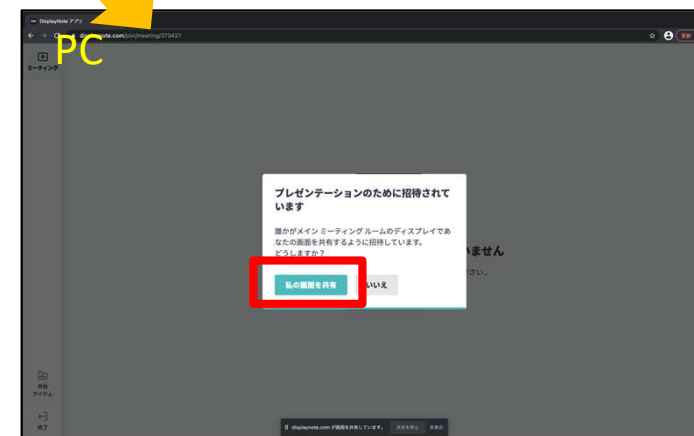 DisplayNote アプリ
displaynote.com/join/meeting/373427
更新
PC
ミーティング
プレゼンテーションのために招待されて
います
誰かがメイン ミーティング ルームのディスプレイであ
なたの画面を共有するように招待しています。
どうしますか？
いません
さい...
私の画面を共有
いいえ
共有
アイテム
終了
displaynote.com が画面を共有しています。
共有を停止
非表示